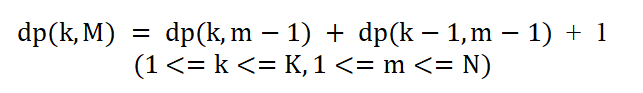 dp(k,M) = dp(k,m − 1) + dp(k − 1,m − 1) + 1
(1 <= k <= K,1 <= m <= N)